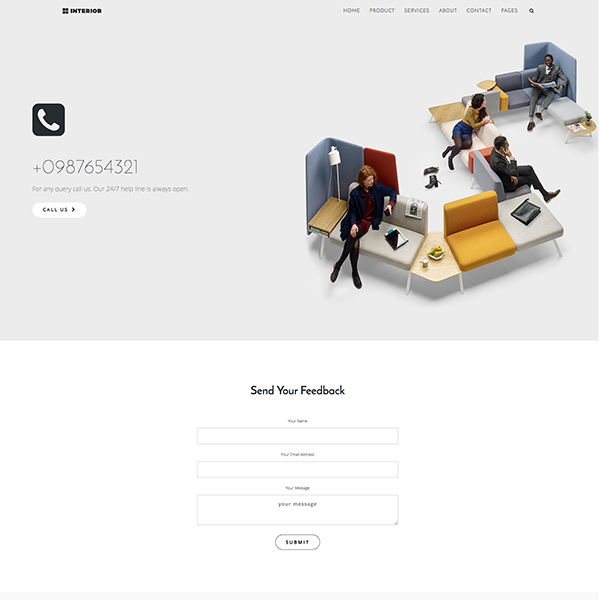 INTERIOR
HOME PRODUCT SERVICES ABOUT CONTACT PAGES
+0987654321
For any query call us. Our 24/7 help line is always open.
CALL US
Send Your Feedback
Your Name
Your Email Address
Your Message
your message
SUBMIT